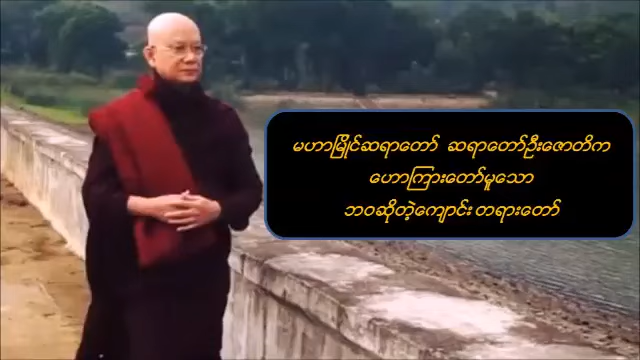 မဟာမြိုင်ဆရာတော် ဆရာတော်ဦးဇောတိက
ဟောကြားတော်မူသော
ဘဝဆိုတဲ့ကျောင်း တရားတော်